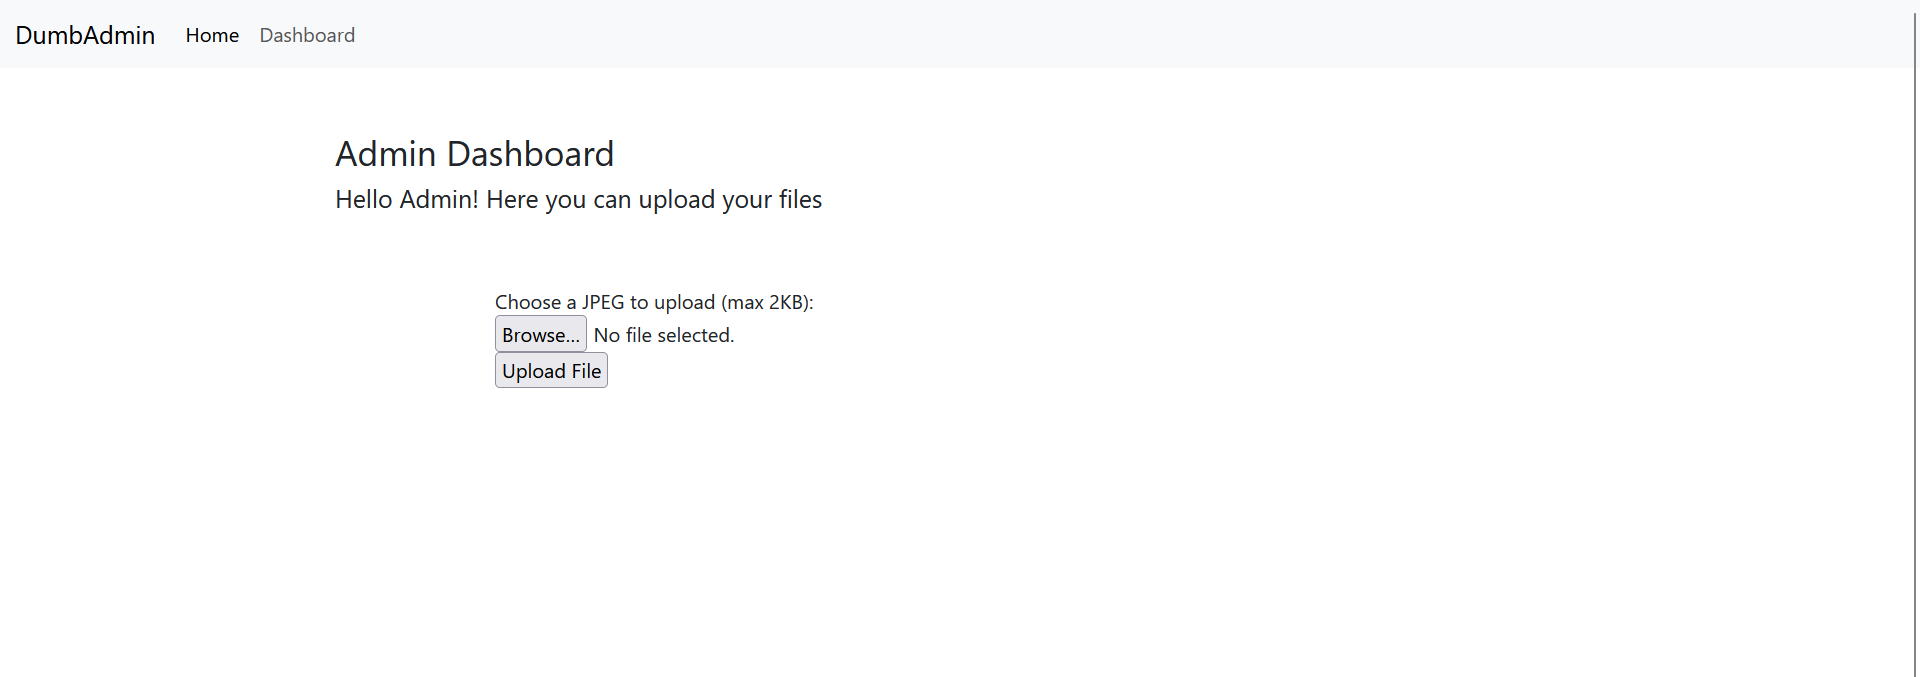 DumbAdmin Home Dashboard
Admin Dashboard
Hello Admin! Here you can upload your files
Choose a JPEG to upload (max 2KB):
Browse... No file selected.
Upload File